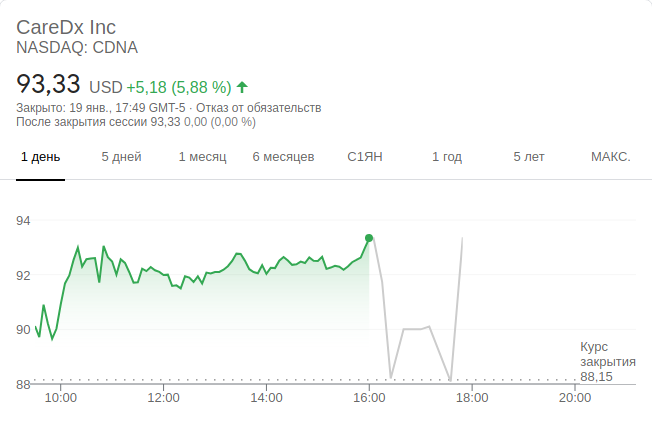 CareDx Inc
NASDAQ: CDNA
93,33 USD +5,18 (5,88 %)
Закрыто: 19 янв., 17:49 GMT-5 · Отказ от обязательств
После закрытия сессии 93,33 0,00 (0,00 %)
1 день 5 дней 1 месяц 6 месяцев С1ЯН 1 год 5 лет МАКС.
94
92
90
Курс
закрытия
88,15
88
10:00 12:00 14:00 16:00 18:00 20:00